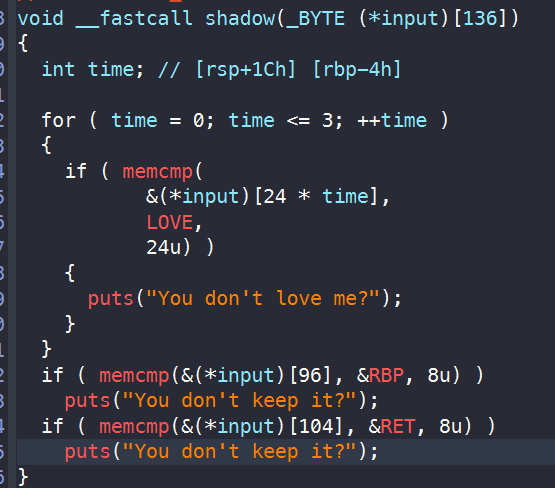 void __fastcall shadow(_BYTE (*input)[136])
{
  int time; // [rsp+1Ch] [rbp-4h]

  for ( time = 0; time <= 3; ++time )
  {
    if ( memcmp(
           &(*input)[24 * time],
           LOVE,
           24u) )
    {
      puts("You don't love me?");
    }
  }
  if ( memcmp(&(*input)[96], &RBP, 8u) )
    puts("You don't keep it?");
  if ( memcmp(&(*input)[104], &RET, 8u) )
    puts("You don't keep it?");
}